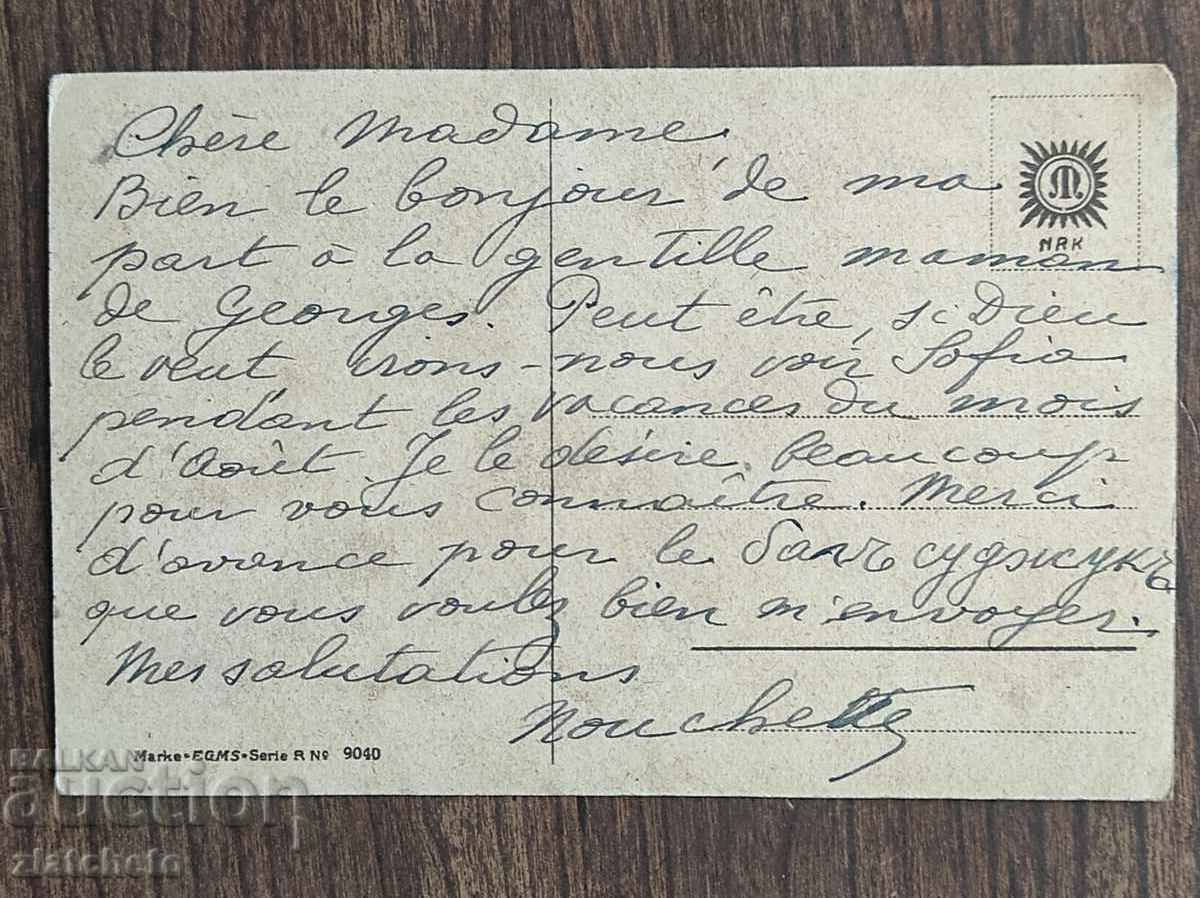 Chère Madame,
Bien le bonjour de ma
part à la gentille maman
de Georges. Peut être, si Dieu
le veut irons-nous voir Sofia
pendant les vacances du mois
d'Août. Je le désire beaucoup
pour vous connaître. Merci
d'avance pour le балъ суджукъ
que vous voulez bien m'envoyer.
Mes salutations
Nouchette
NRK
Marke-EGMS-Serie R Nº 9040
BALKAN
auction
zlatcheto